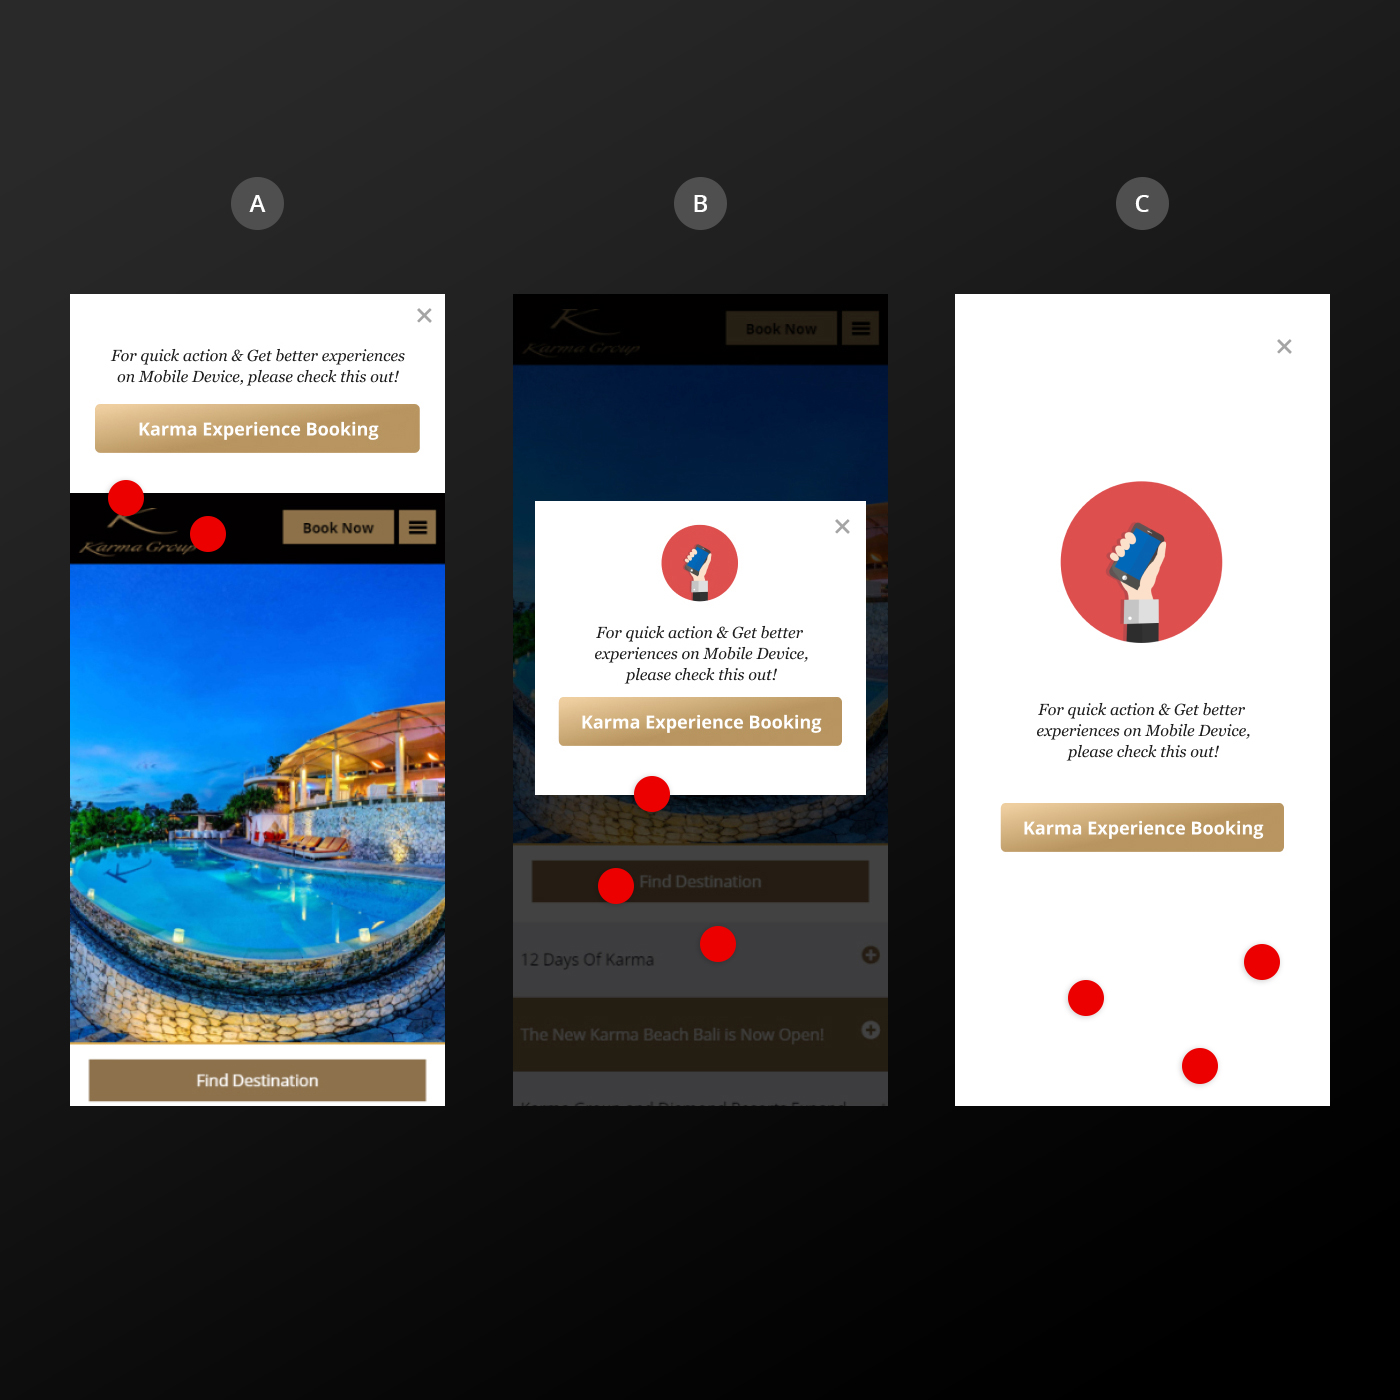 A
B
C
For quick action & Get better experiences
on Mobile Device, please check this out!
Karma Experience Booking
Karma Group
Book Now
Find Destination
Karma Group
Book Now
For quick action & Get better
experiences on Mobile Device,
please check this out!
Karma Experience Booking
Find Destination
12 Days Of Karma
The New Karma Beach Bali is Now Open!
For quick action & Get better
experiences on Mobile Device,
please check this out!
Karma Experience Booking